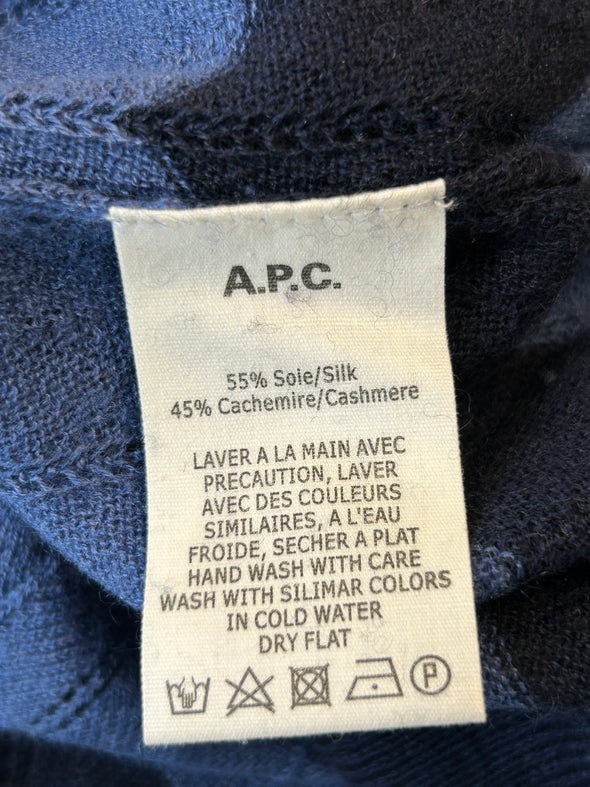 A.P.C.
55% Soie/Silk
45% Cachemire/Cashmere
LAVER A LA MAIN AVEC
PRECAUTION, LAVER
AVEC DES COULEURS
SIMILAIRES, A L'EAU
FROIDE, SECHER A PLAT
HAND WASH WITH CARE
WASH WITH SILIMAR COLORS
IN COLD WATER
DRY FLAT
P